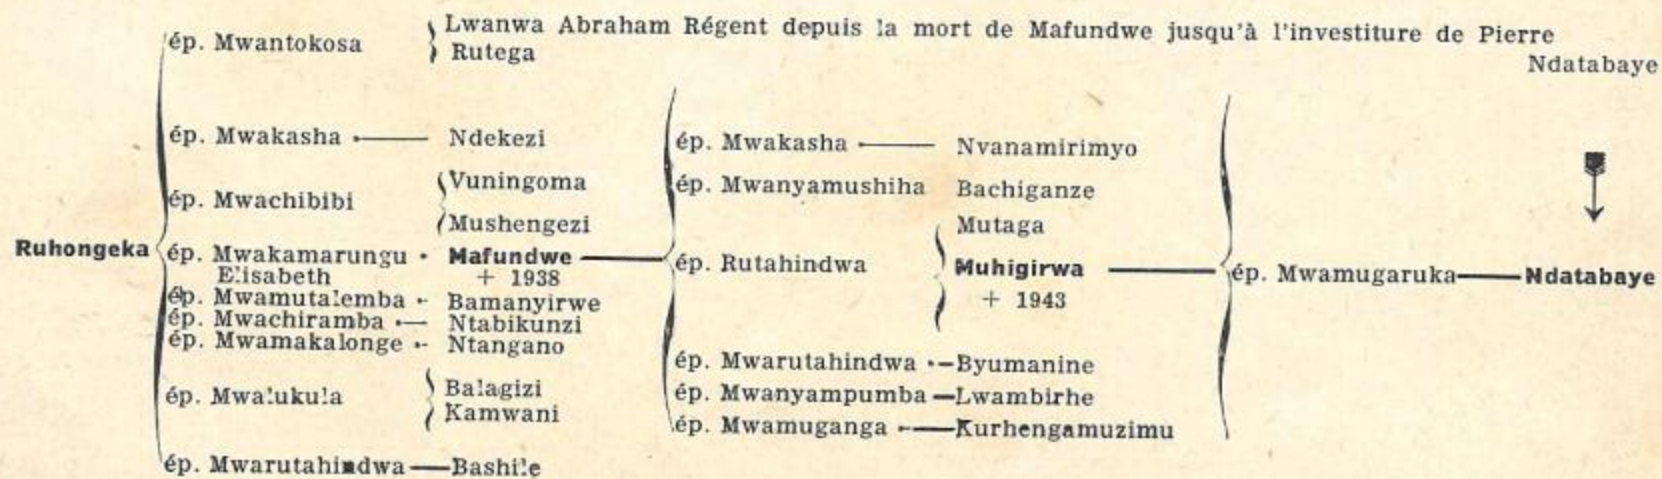 ép. Mwantokosa
Lwanwa Abraham Régent depuis la mort de Mafundwe jusqu'à l'investiture de Pierre
Ndatabaye
Rutega
ép. Mwakasha Ndekezi
ép. Mwachibibi
Vuningoma
Mushengezi
Ruhongeka
ép. Mwakamarungu Mafundwe
Elisabeth + 1938
ép. Mwamutalemba Bamanyirwe
ép. Mwachiramba Ntabikunzi
ép. Mwamakalonge Ntangano
ép. Mwalukula
Balagizi
Kamwani
ép. Mwarutahindwa Bashile
ép. Mwakasha Nvanamirimyo
ép. Mwanyamushiha Bachiganze
Mutaga
ép. Rutahindwa
Muhigirwa
+ 1943
ép. Mwarutahindwa Byumanine
ép. Mwanyampumba Lwambirhe
ép. Mwamuganga Kurhengamuzimu
ép. Mwamugaruka Ndatabaye